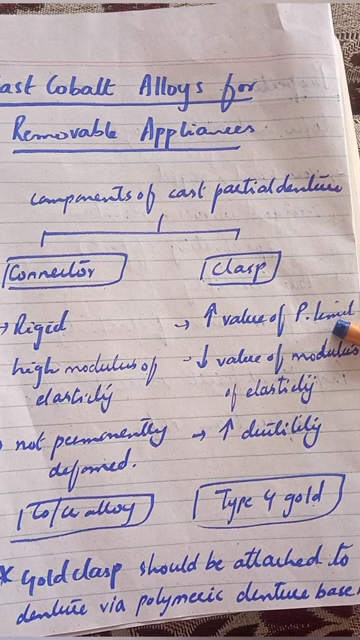 ast Cobalt Alloys for
Removable Appliances
components of cast partial denture
Connector
Clasp
→ Rigid
→ ↑ value of P. limit
high modulus of
elasticity
↓ value of modulus
of elasticity
not permanently
deformed.
→ ↑ ductility
Co/Cr alloy
Type 4 gold
* Gold clasp should be attached to
denture via polymeric denture base